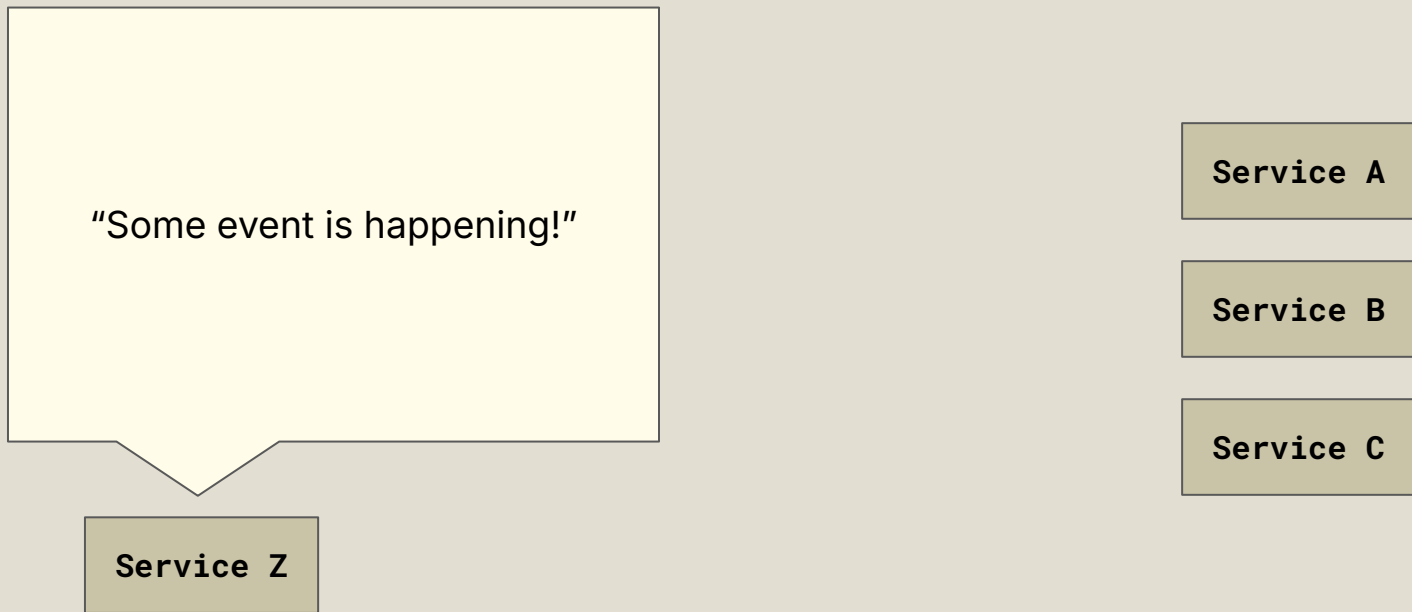 “Some event is happening!”
Service A
Service B
Service C
Service Z